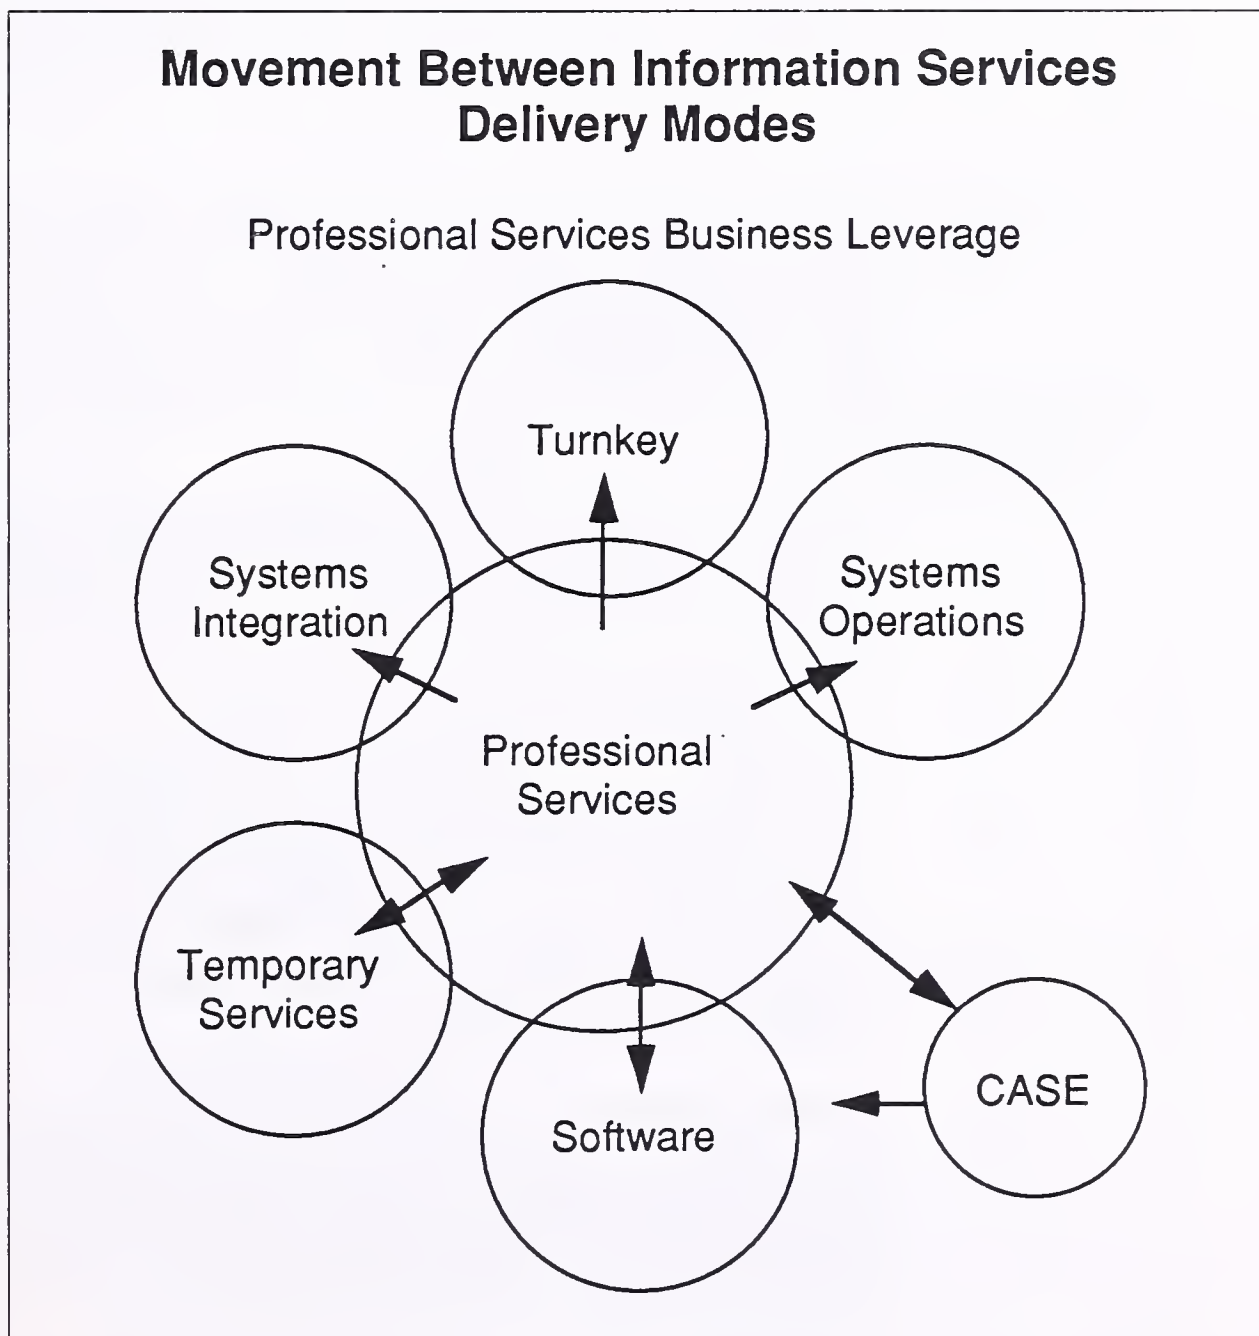 Movement Between Information Services
Delivery Modes
Professional Services Business Leverage
Turnkey
Systems
Integration
Systems
Operations
Professional
Services
Temporary
Services
Software
CASE